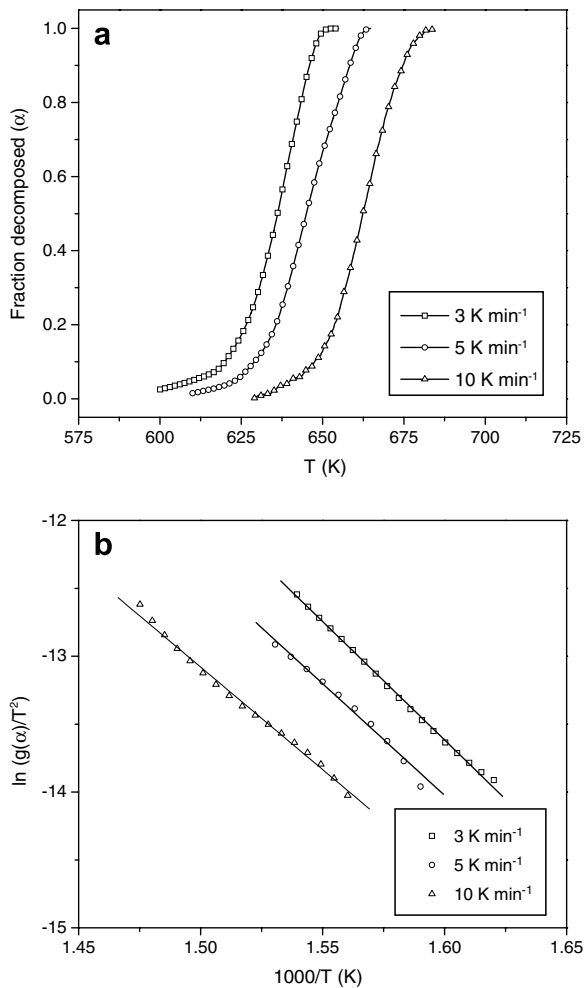 a
1.0
0.8
0.6
0.4
0.2
0.0
Fraction decomposed (α)
3 K min⁻¹
5 K min⁻¹
10 K min⁻¹
575 600 625 650 675 700 725
T (K)
b
-12
-13
-14
-15
ln (g(α)/T²)
3 K min⁻¹
5 K min⁻¹
10 K min⁻¹
1.45 1.50 1.55 1.60 1.65
1000/T (K)